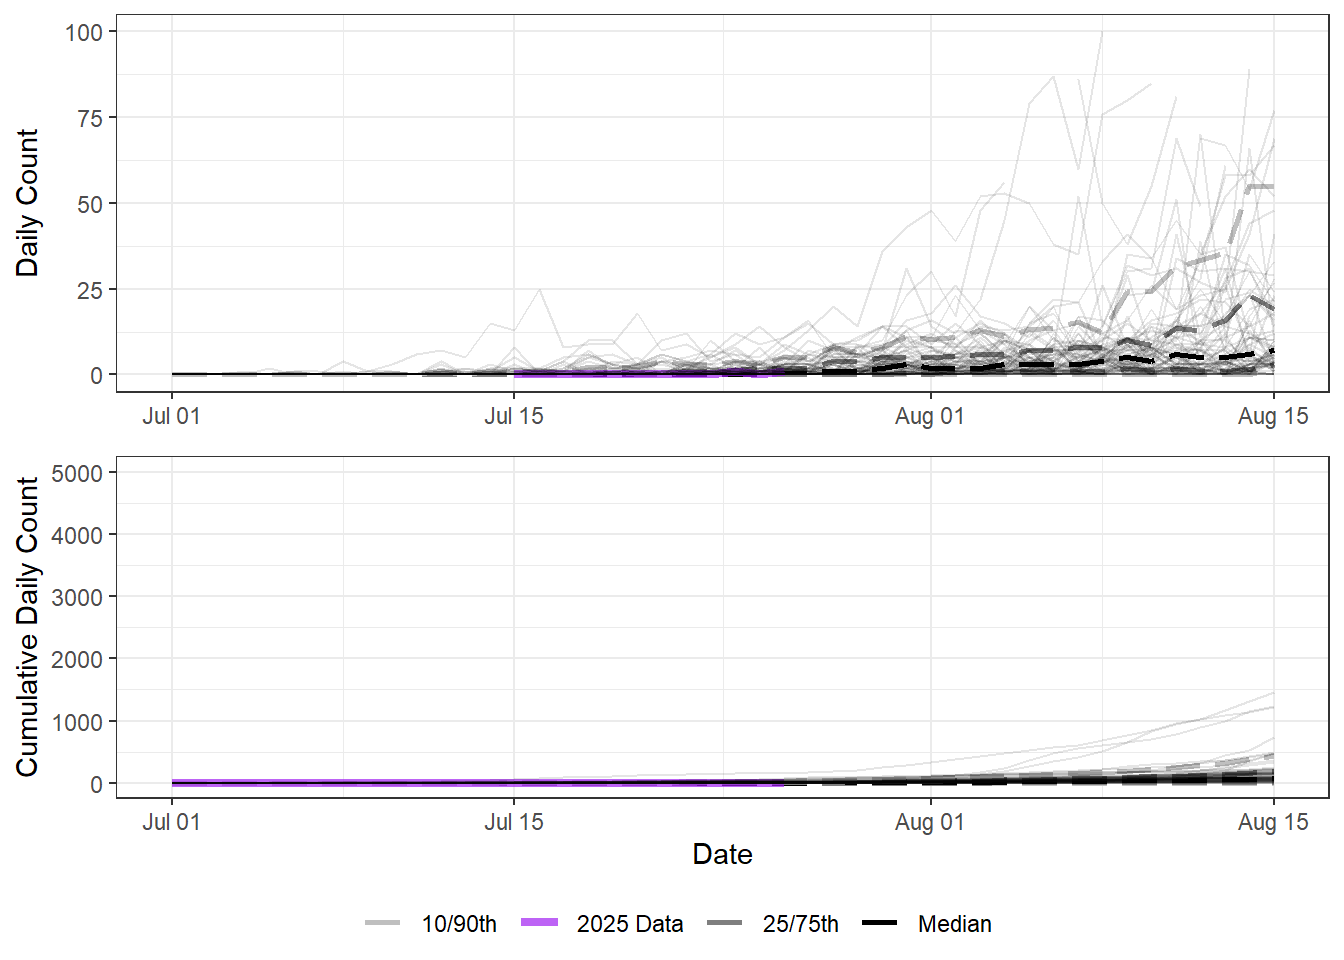 Daily Count
100
75
50
25
0
Jul 01 Jul 15 Aug 01 Aug 15
Cumulative Daily Count
5000
4000
3000
2000
1000
0
Jul 01 Jul 15 Aug 01 Aug 15
Date
10/90th 2025 Data 25/75th Median